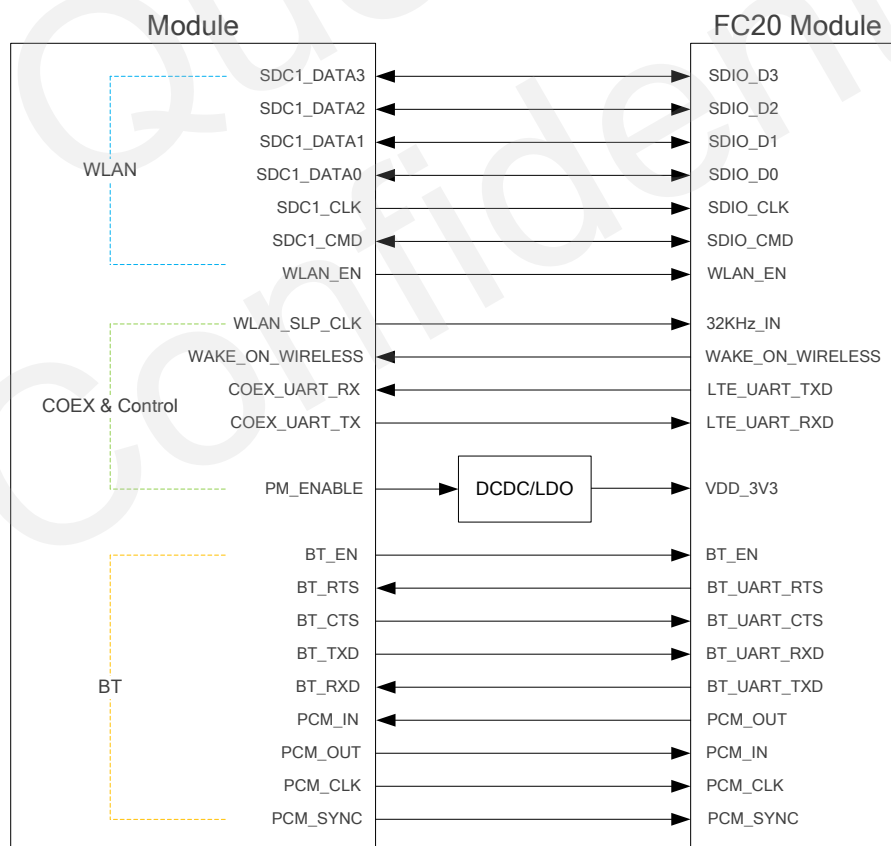 Module FC20 Module
SDC1_DATA3 SDIO_D3
SDC1_DATA2 SDIO_D2
SDC1_DATA1 SDIO_D1
WLAN SDC1_DATA0 SDIO_D0
SDC1_CLK SDIO_CLK
SDC1_CMD SDIO_CMD
WLAN_EN WLAN_EN
WLAN_SLP_CLK 32KHz_IN
WAKE_ON_WIRELESS WAKE_ON_WIRELESS
COEX_UART_RX LTE_UART_TXD
COEX & Control
COEX_UART_TX LTE_UART_RXD
PM_ENABLE DCDC/LDO VDD_3V3
BT_EN BT_EN
BT_RTS BT_UART_RTS
BT_CTS BT_UART_CTS
BT_TXD BT_UART_RXD
BT BT_RXD BT_UART_TXD
PCM_IN PCM_OUT
PCM_OUT PCM_IN
PCM_CLK PCM_CLK
PCM_SYNC PCM_SYNC